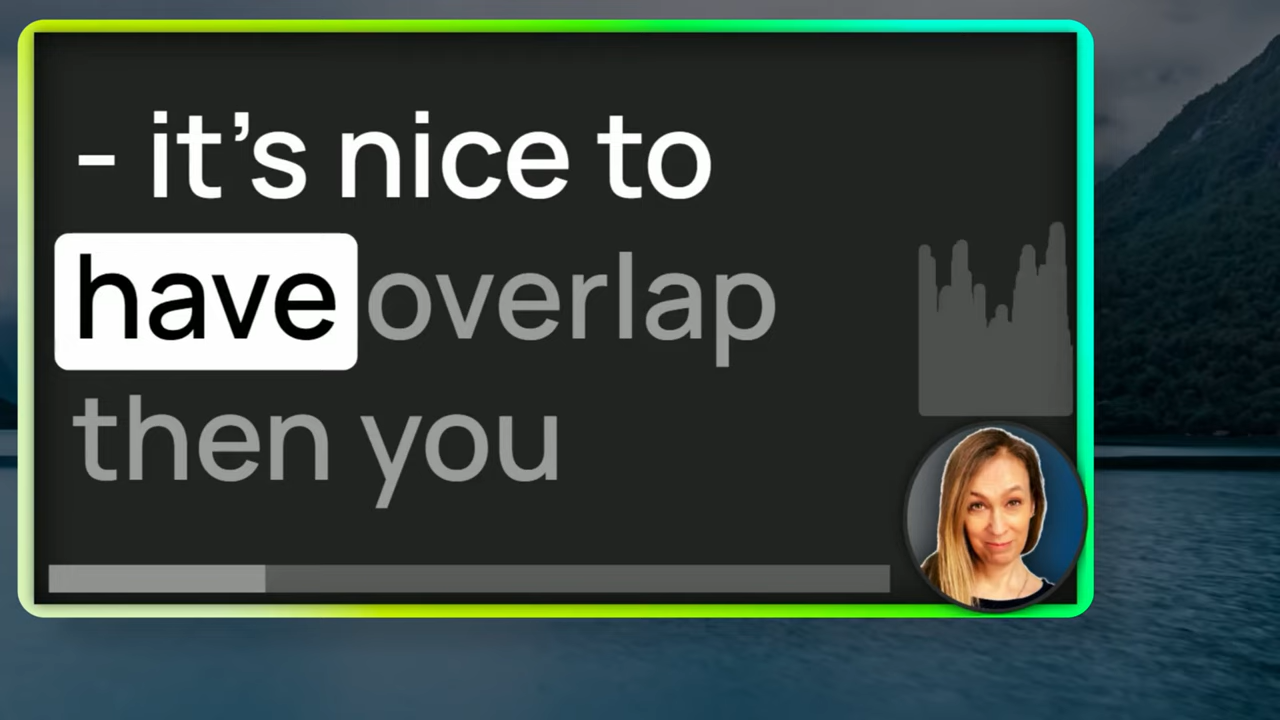 - it’s nice to
have overlap
then you